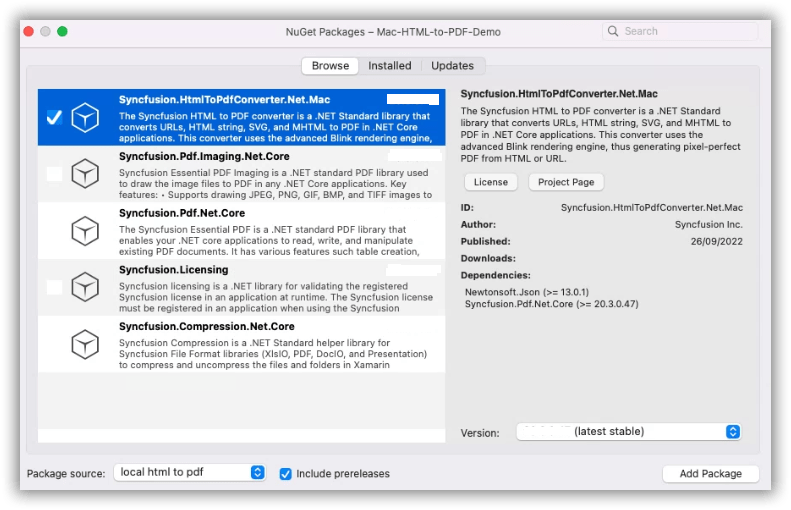 NuGet Packages – Mac-HTML-to-PDF-Demo
Search
Browse
Installed
Updates
Syncfusion.HtmlToPdfConverter.Net.Mac
The Syncfusion HTML to PDF converter is a .NET Standard library that
converts URLs, HTML string, SVG, and MHTML to PDF in .NET Core
applications. This converter uses the advanced Blink rendering engine,
Syncfusion.Pdf.Imaging.Net.Core
Syncfusion Essential PDF Imaging is a .NET standard PDF library used
to draw the image files to PDF in any .NET Core applications. Key
features: • Supports drawing JPEG, PNG, GIF, BMP, and TIFF images to
Syncfusion.Pdf.Net.Core
The Syncfusion Essential PDF is a .NET standard PDF library that
enables your .NET core applications to read, write, and manipulate
existing PDF documents. It has various features such table creation,
Syncfusion.Licensing
Syncfusion licensing is a .NET library for validating the registered
Syncfusion license in an application at runtime. The Syncfusion license
must be registered in an application when using the Syncfusion
Syncfusion.Compression.Net.Core
Syncfusion Compression is a .NET Standard helper library for
Syncfusion File Format libraries (XlsIO, PDF, DocIO, and Presentation)
to compress and uncompress the files and folders in Xamarin
Syncfusion.HtmlToPdfConverter.Net.Mac
The Syncfusion HTML to PDF converter is a .NET Standard
library that converts URLs, HTML string, SVG, and MHTML to
PDF in .NET Core applications. This converter uses the
advanced Blink rendering engine, thus generating pixel-perfect
PDF from HTML or URL.
License
Project Page
ID: Syncfusion.HtmlToPdfConverter.Net.Mac
Author: Syncfusion Inc.
Published: 26/09/2022
Downloads:
Dependencies:
Newtonsoft.Json (>= 13.0.1)
Syncfusion.Pdf.Net.Core (>= 20.3.0.47)
Version: (latest stable)
Package source: local html to pdf
Include prereleases
Add Package